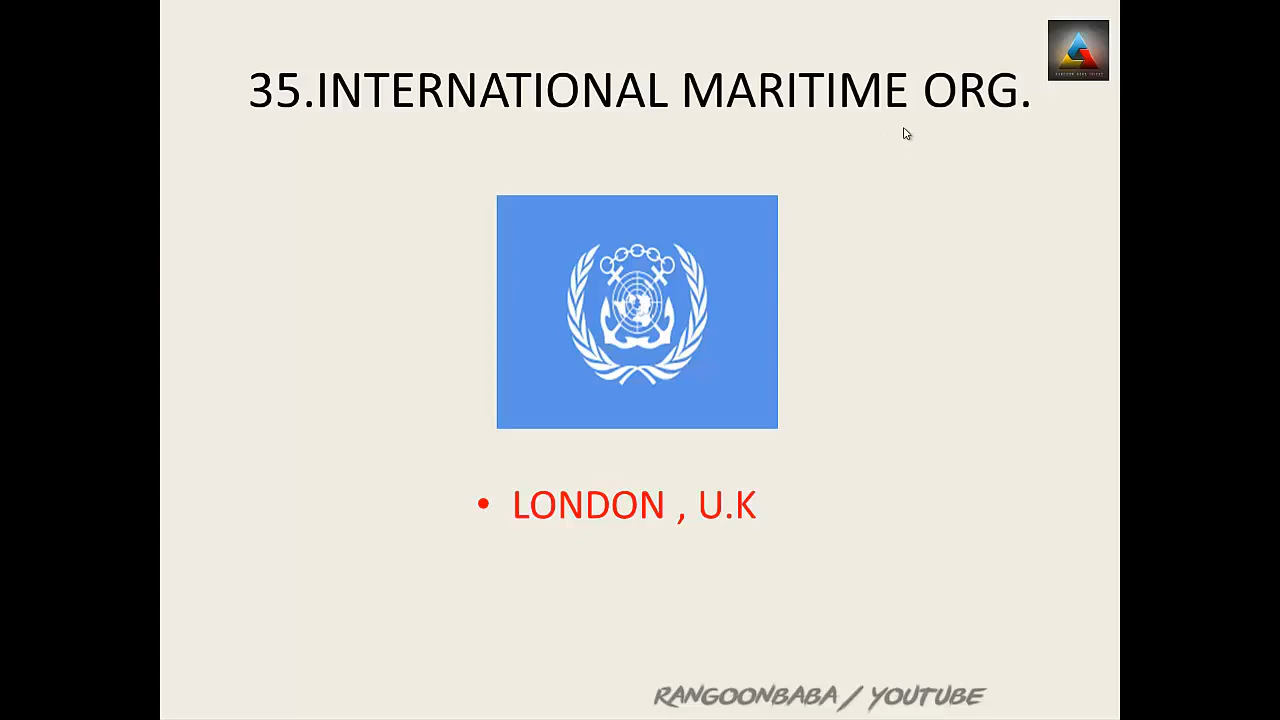 35.INTERNATIONAL MARITIME ORG.
• LONDON , U.K
RANGOONBABA / YOUTUBE